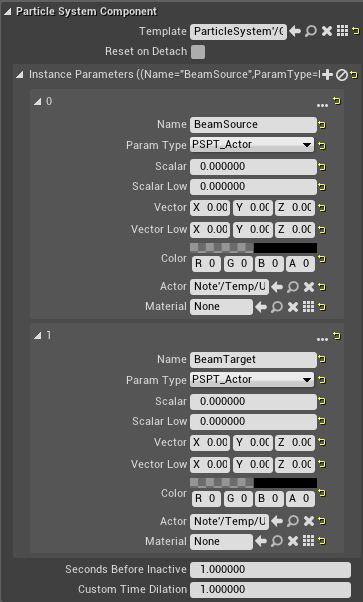 Particle System Component
Template ParticleSystem'/G
Reset on Detach
Instance Parameters ((Name="BeamSource",ParamType=
0 ...
Name BeamSource
Param Type PSPT_Actor
Scalar 0.000000
Scalar Low 0.000000
Vector X 0.00 Y 0.00 Z 0.00
Vector Low X 0.00 Y 0.00 Z 0.00
Color
R 0 G 0 B 0 A 0
Actor Note'/Temp/U
Material None
1 ...
Name BeamTarget
Param Type PSPT_Actor
Scalar 0.000000
Scalar Low 0.000000
Vector X 0.00 Y 0.00 Z 0.00
Vector Low X 0.00 Y 0.00 Z 0.00
Color
R 0 G 0 B 0 A 0
Actor Note'/Temp/U
Material None
Seconds Before Inactive 1.000000
Custom Time Dilation 1.000000